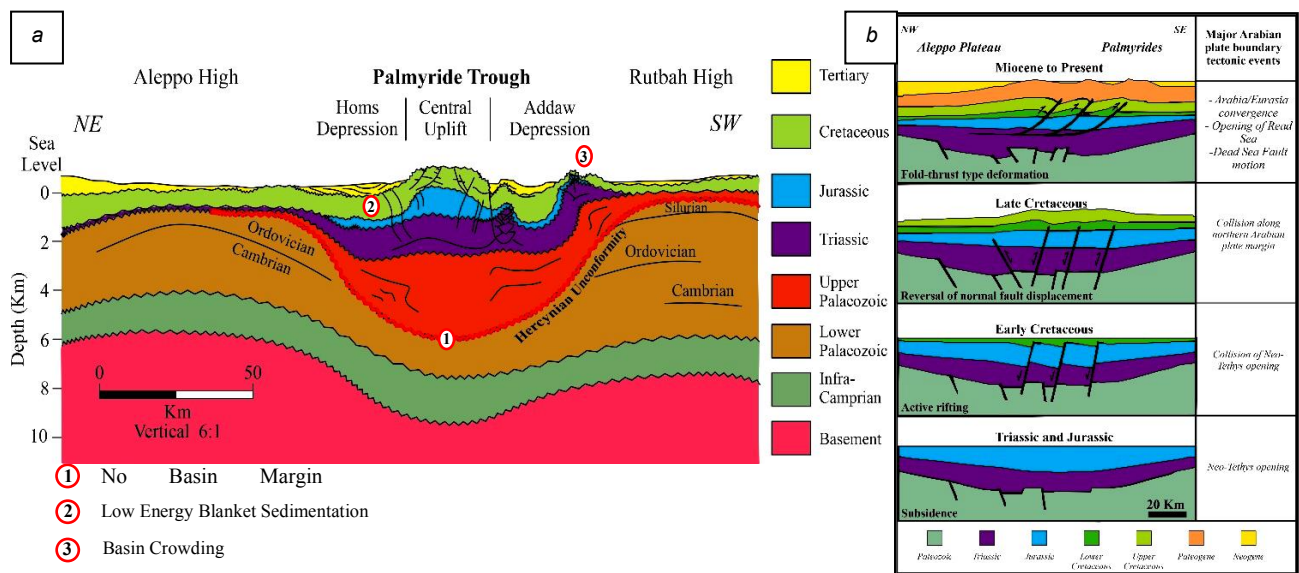 a
Aleppo High
Palmyride Trough
Rutbah High
NE
Homs
Depression
Central
Uplift
Addaw
Depression
SW
Sea
Level
0
2
4
6
8
10
Depth (Km)
Ordovician
Cambrian
Silurian
Ordovician
Cambrian
Hercynian Unconformity
1
2
3
0 50
Km
Vertical 6:1
Tertiary
Cretaceous
Jurassic
Triassic
Upper
Palacozoic
Lower
Palacozoic
Infra-
Camprian
Basement
1 No Basin Margin
2 Low Energy Blanket Sedimentation
3 Basin Crowding
b
NW SE
Aleppo Plateau Palmyrides
Major Arabian
plate boundary
tectonic events
Miocene to Present
Fold-thrust type deformation
- Arabia/Eurasia
convergence
- Opening of Read
Sea
-Dead Sea Fault
motion
Late Cretaceous
Reversal of normal fault displacement
Collision along
northern Arabian
plate margin
Early Cretaceous
Active rifting
Collision of Neo-
Tethys opening
Triassic and Jurassic
Subsidence
20 Km
Neo-Tethys opening
Paleozoic
Triassic
Jurassic
Lower
Cretaceous
Upper
Cretaceous
Paleogene
Neogene